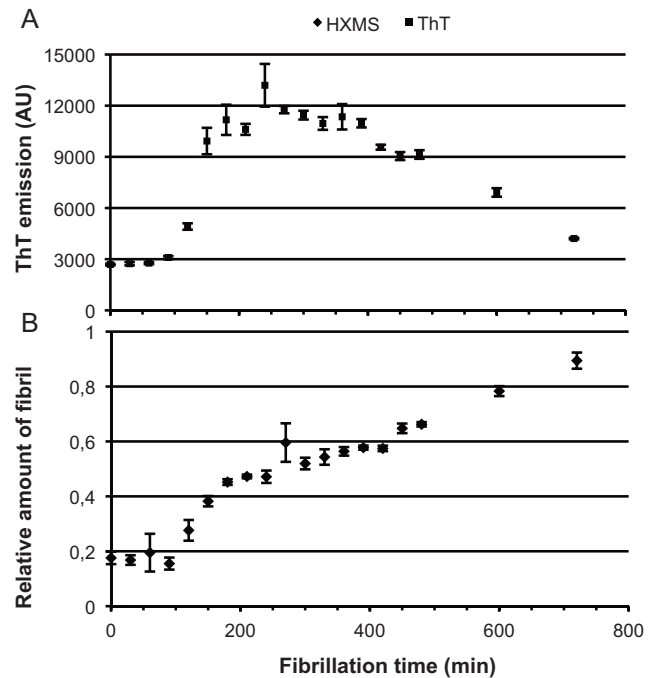 A
HXMS ThT
15000
12000
9000
6000
3000
0
ThT emission (AU)
B
1
0,8
0,6
0,4
0,2
0
Relative amount of fibril
0 200 400 600 800
Fibrillation time (min)